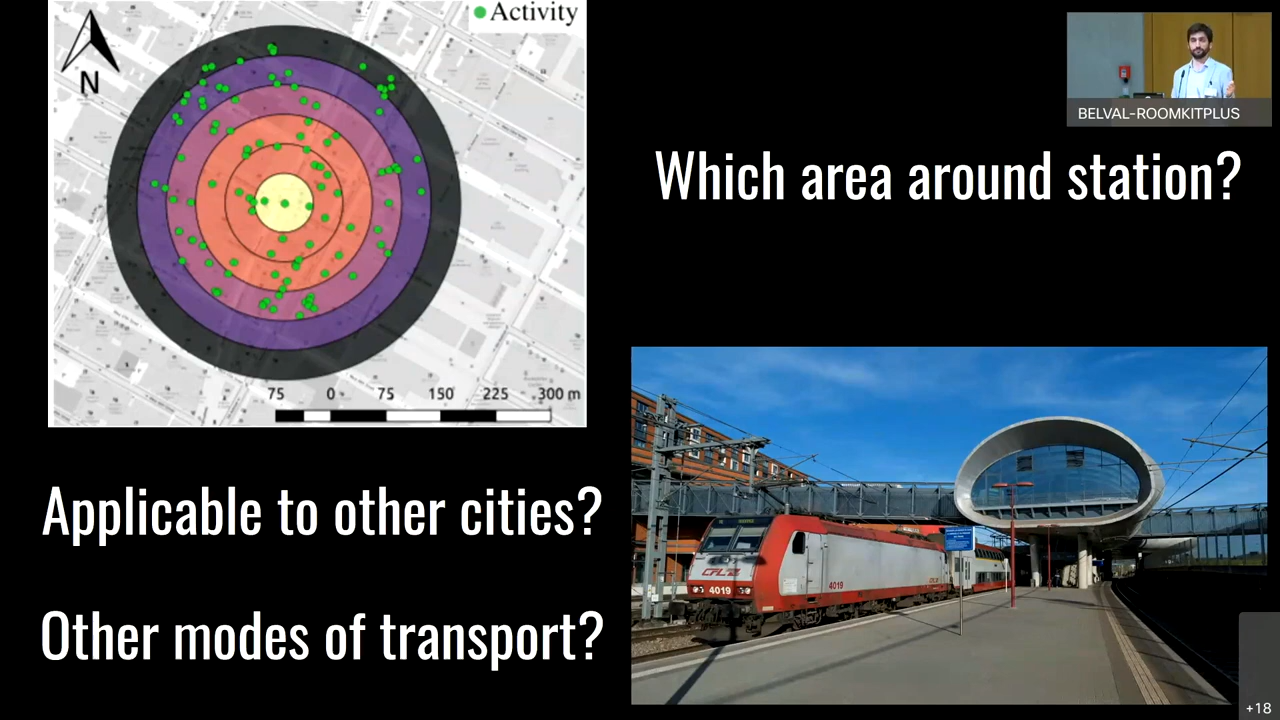 Activity
N
75 0 75 150 225 300 m
BELVAL-ROOMKITPLUS
Which area around station?
Applicable to other cities?
Other modes of transport?
CFL
4019
4019
+18